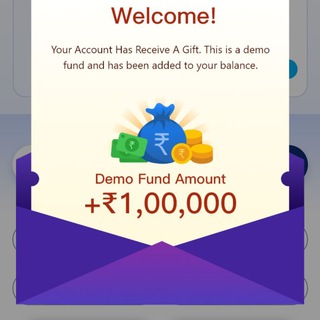 Welcome!
Your Account Has Receive A Gift. This is a demo
fund and has been added to your balance.
₹
Demo Fund Amount
+₹1,00,000